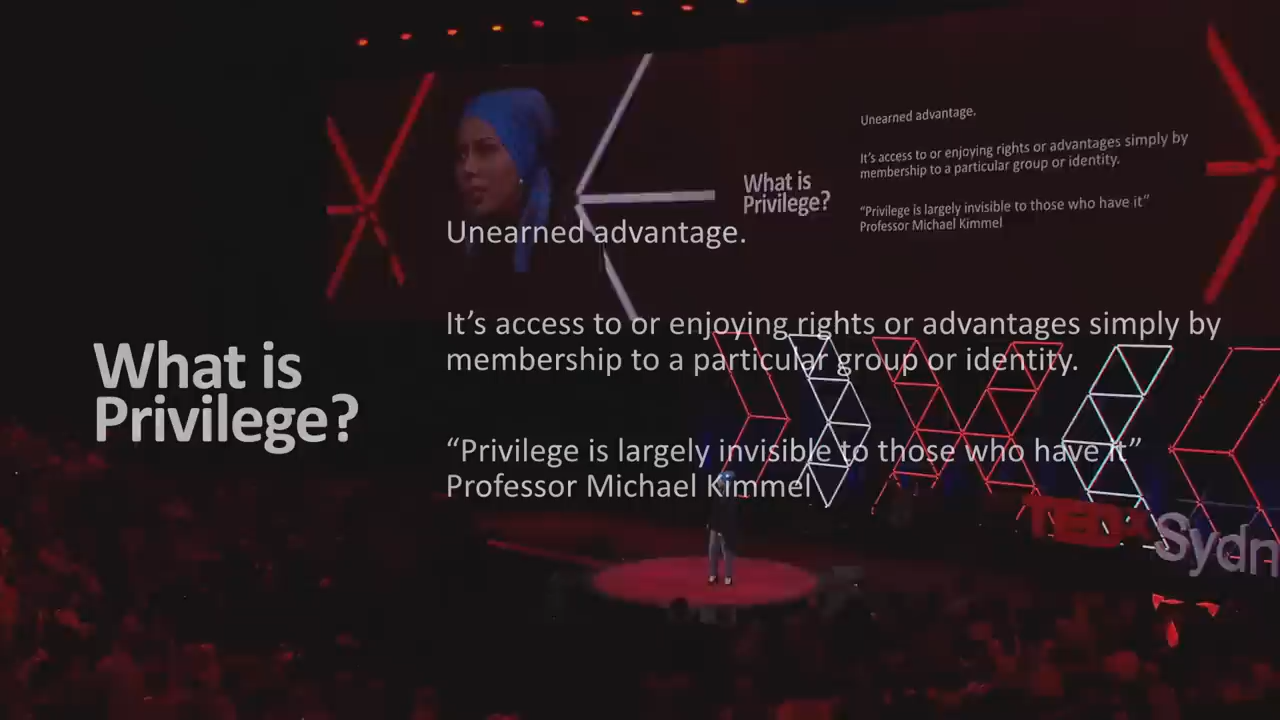 Unearned advantage.
It's access to or enjoying rights or advantages simply by
membership to a particular group or identity.
What is
Privilege?
“Privilege is largely invisible to those who have it”
Professor Michael Kimmel
Unearned advantage.
It’s access to or enjoying rights or advantages simply by
membership to a particular group or identity.
What is
Privilege?
“Privilege is largely invisible to those who have it”
Professor Michael Kimmel
TEDx
Sydn